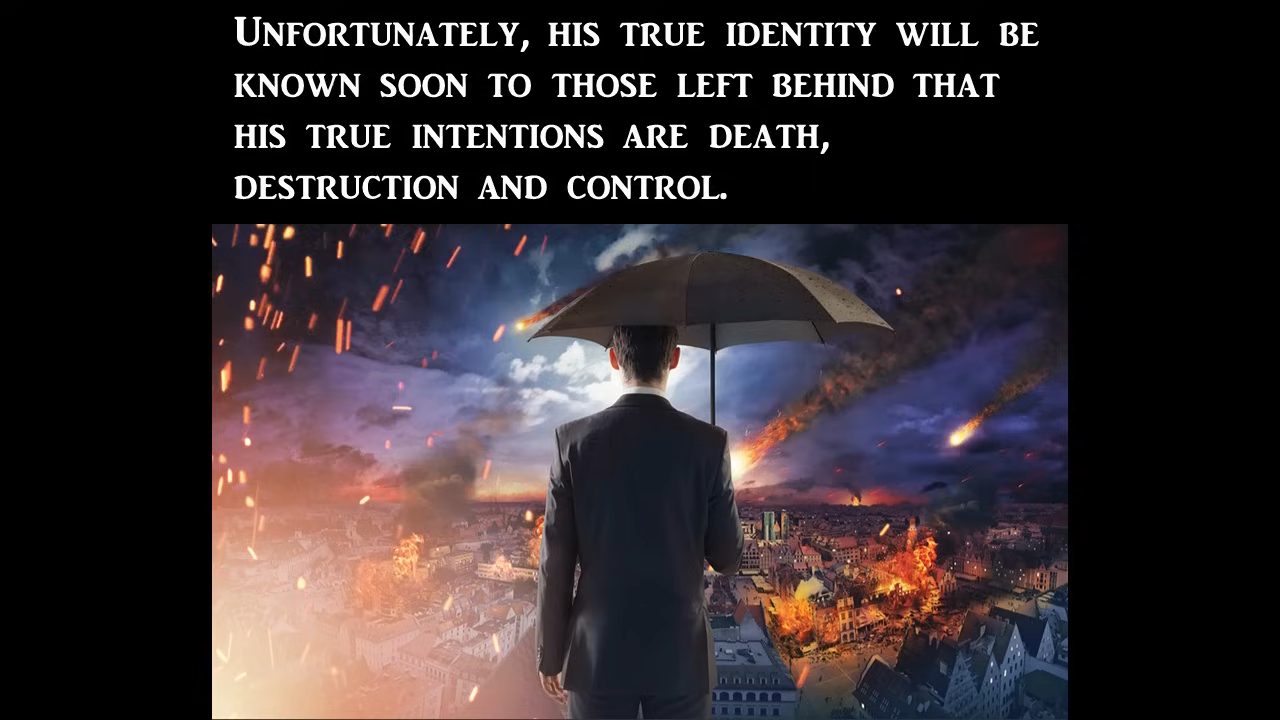 Unfortunately, his true identity will be
known soon to those left behind that
his true intentions are death,
destruction and control.